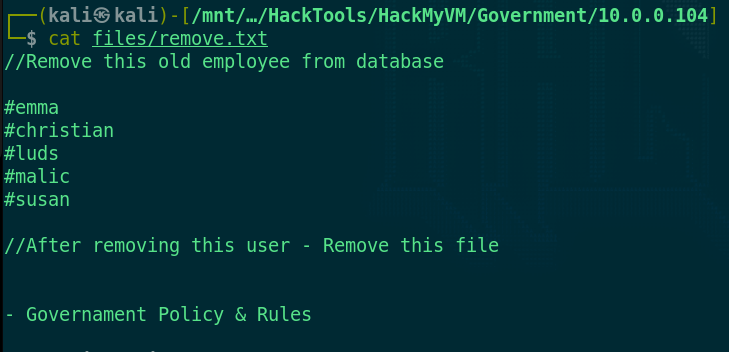 (kali㉿kali)-[/mnt/…/HackTools/HackMyVM/Government/10.0.0.104]
$ cat files/remove.txt
//Remove this old employee from database
#emma
#christian
#luds
#malic
#susan
//After removing this user - Remove this file
- Governament Policy & Rules